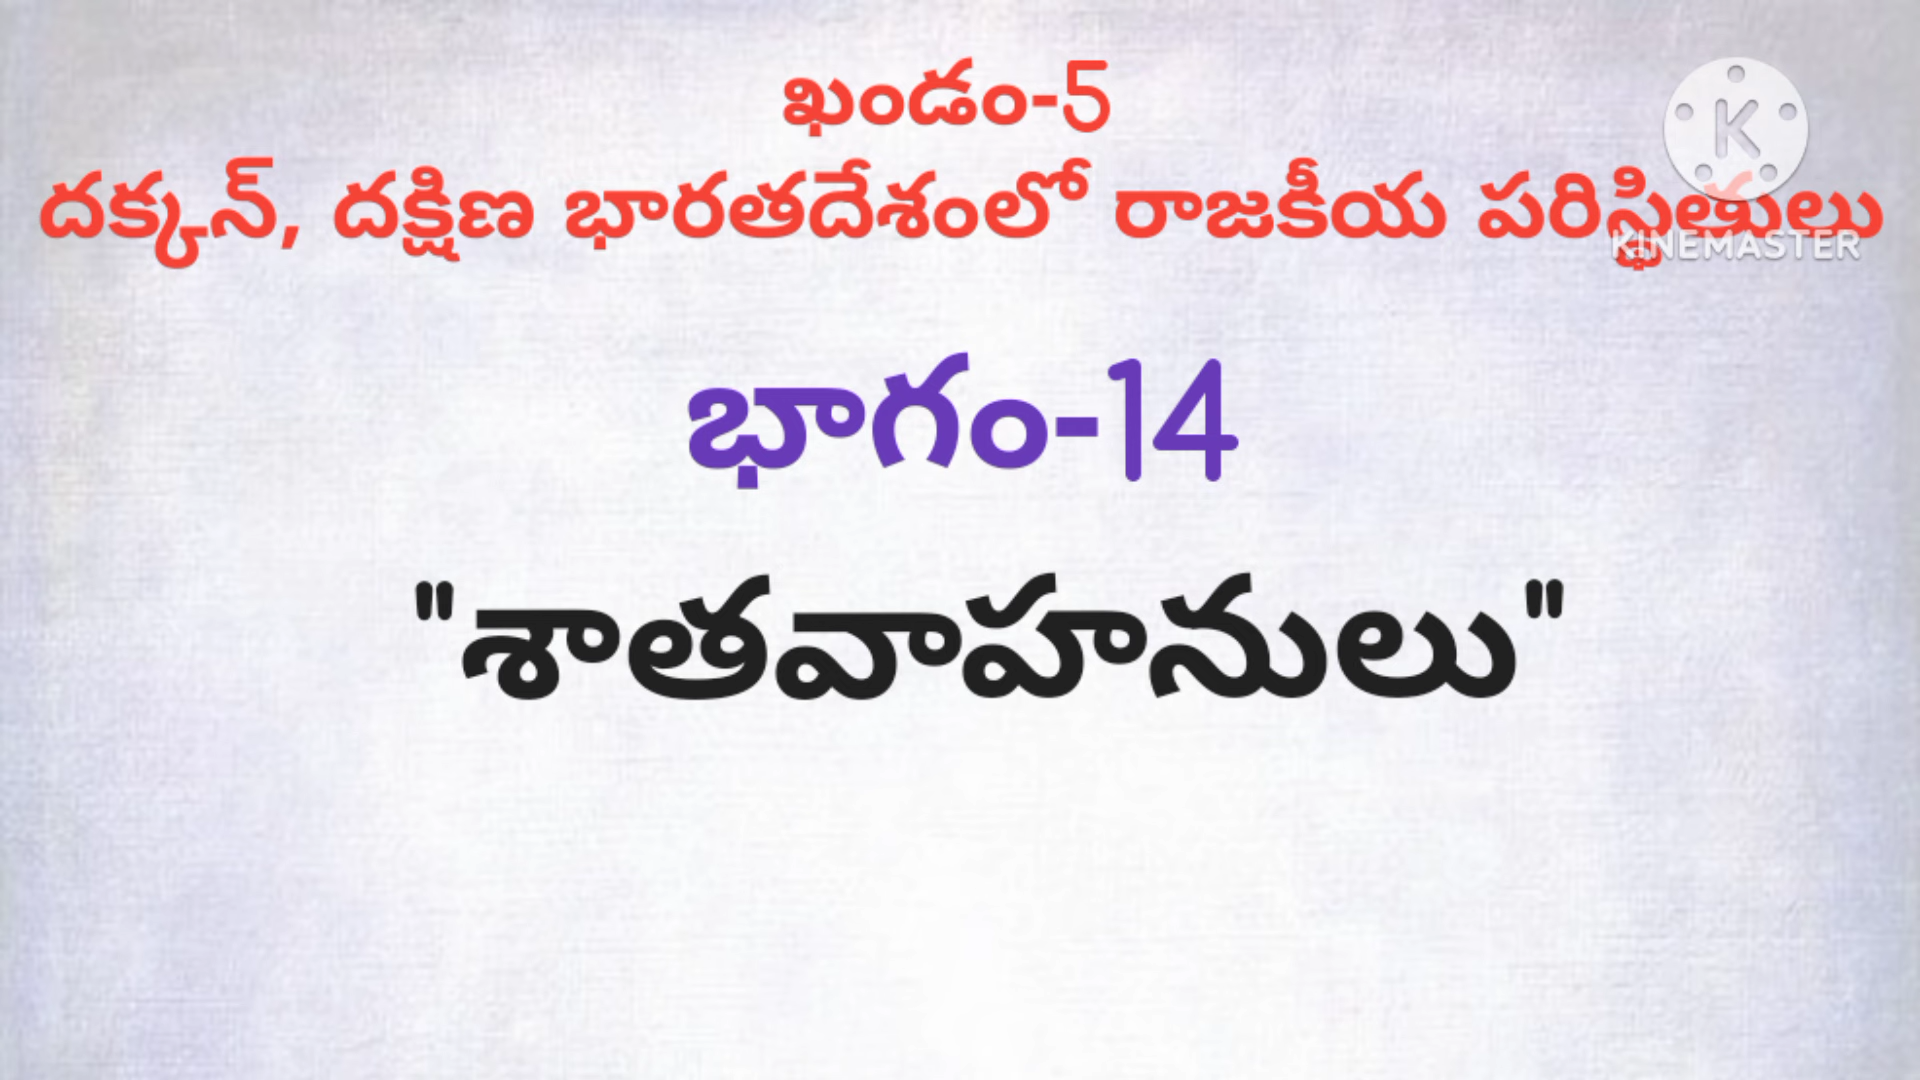 ఖండం-5
దక్కన్, దక్షిణ భారతదేశంలో రాజకీయ పరిస్థితులు
K
KINEMASTER
భాగం-14
"శాతవాహనులు"